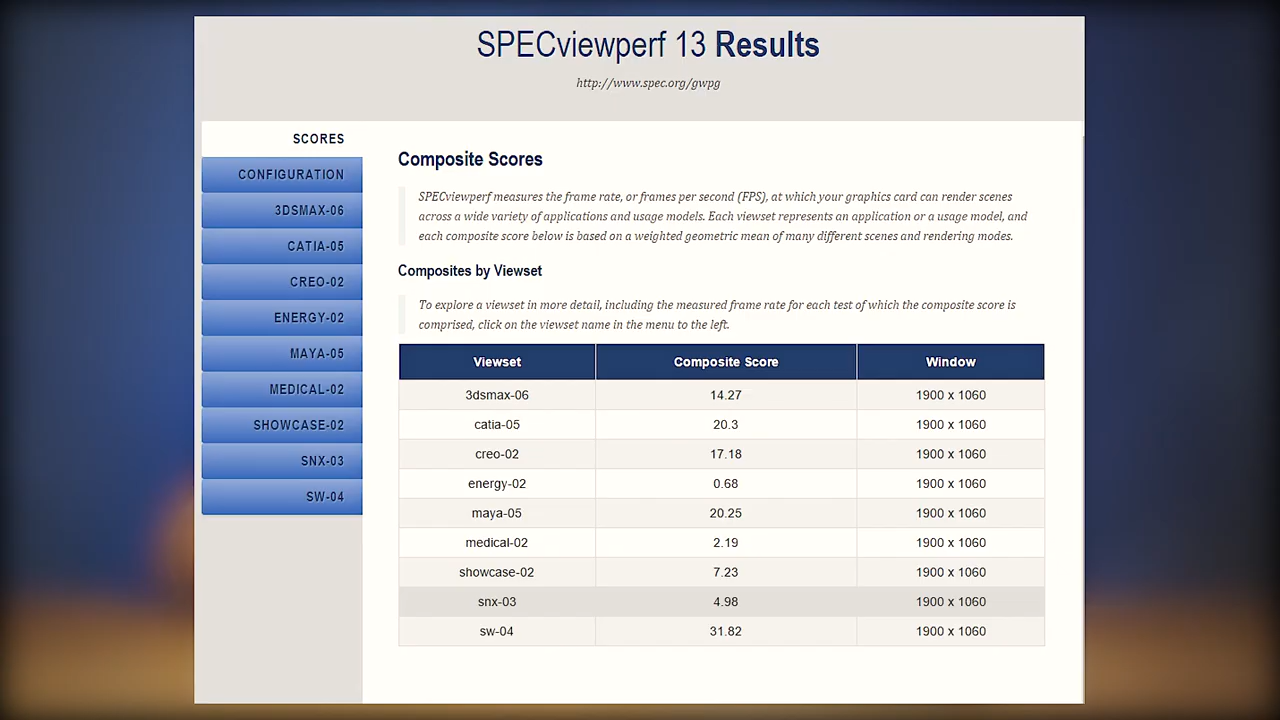 SPECviewperf 13 Results
http://www.spec.org/gwpg
SCORES
CONFIGURATION
3DSMAX-06
CATIA-05
CREO-02
ENERGY-02
MAYA-05
MEDICAL-02
SHOWCASE-02
SNX-03
SW-04
Composite Scores
SPECviewperf measures the frame rate, or frames per second (FPS), at which your graphics card can render scenes
across a wide variety of applications and usage models. Each viewset represents an application or a usage model, and
each composite score below is based on a weighted geometric mean of many different scenes and rendering modes.
Composites by Viewset
To explore a viewset in more detail, including the measured frame rate for each test of which the composite score is
comprised, click on the viewset name in the menu to the left.
Viewset Composite Score Window
3dsmax-06 14.27 1900 x 1060
catia-05 20.3 1900 x 1060
creo-02 17.18 1900 x 1060
energy-02 0.68 1900 x 1060
maya-05 20.25 1900 x 1060
medical-02 2.19 1900 x 1060
showcase-02 7.23 1900 x 1060
snx-03 4.98 1900 x 1060
sw-04 31.82 1900 x 1060